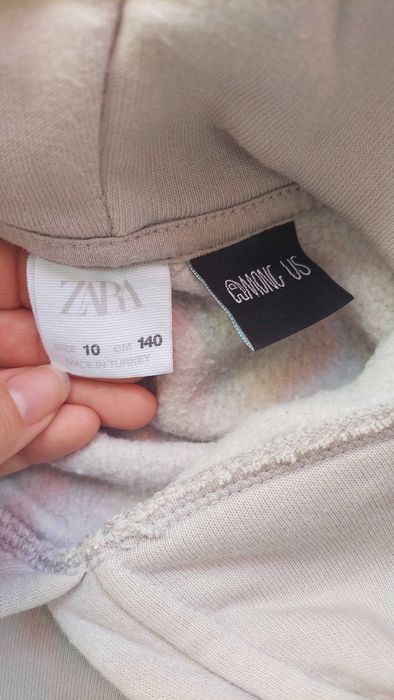 ZARA
SIZE 10 CM 140
MADE IN TURKEY
AMONG US